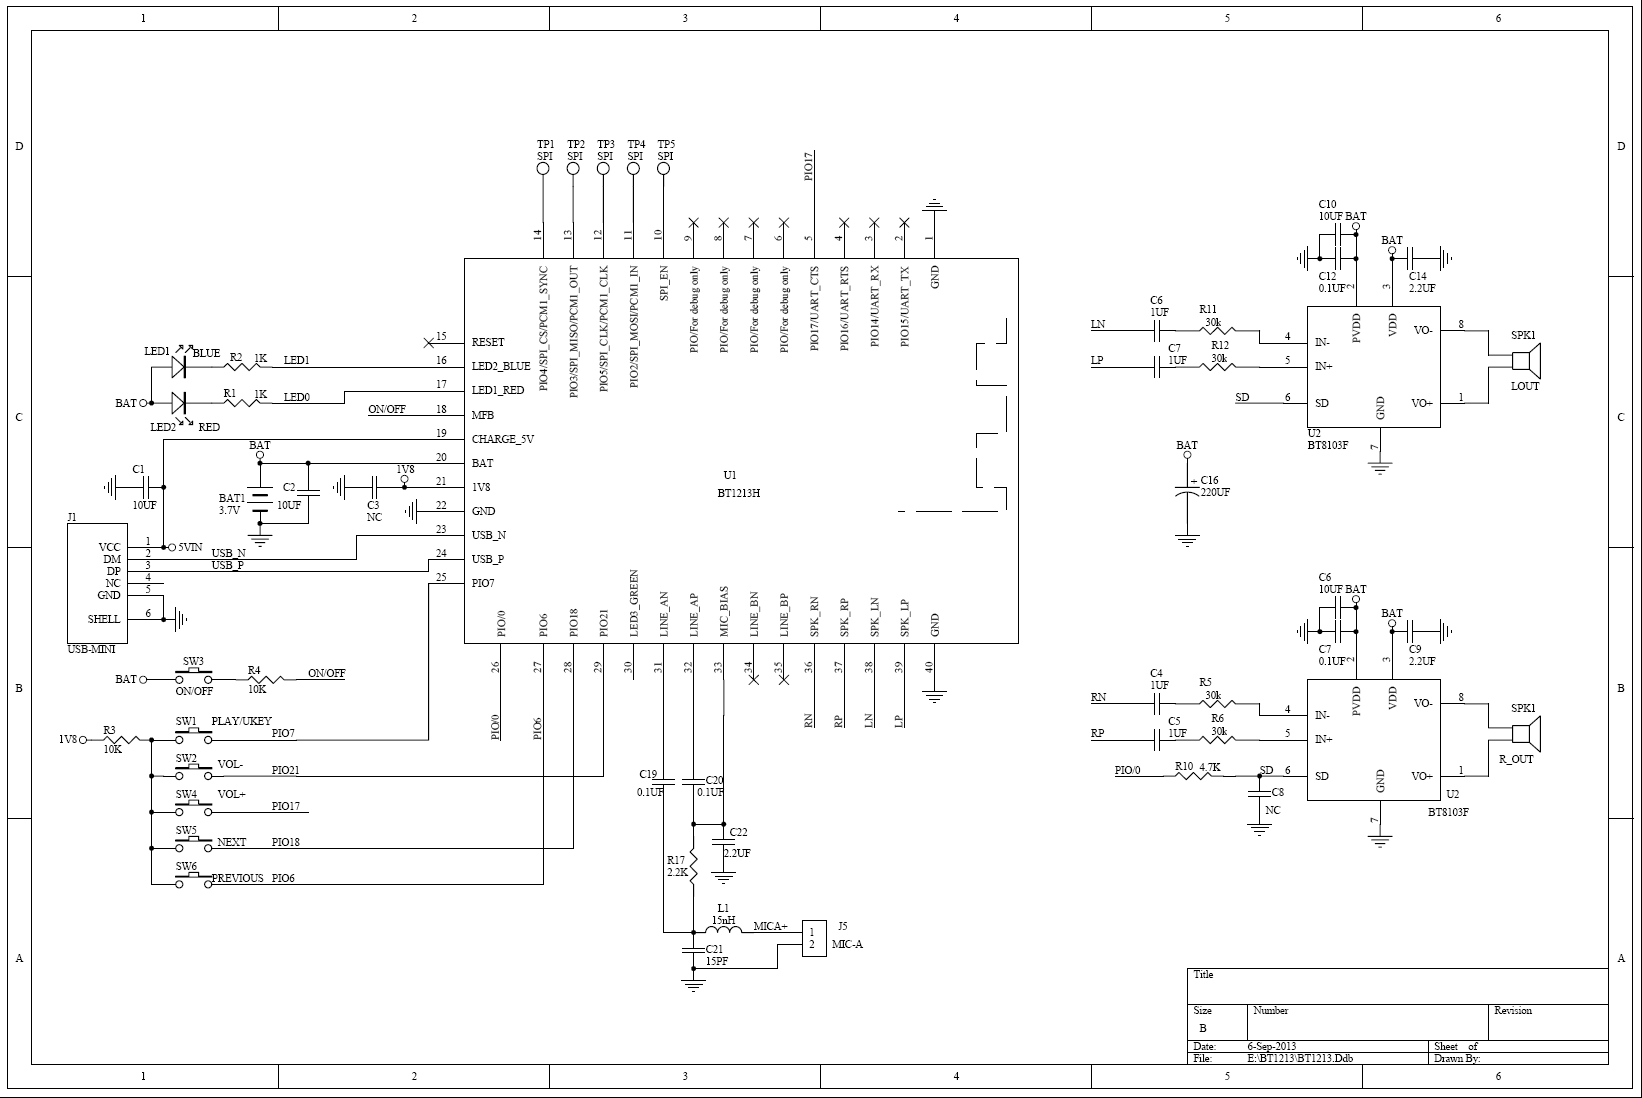 1 2 3 4 5 6
D
D
TP1 TP2 TP3 TP4 TP5
SPI SPI SPI SPI SPI
PIO17
14 13 12 11 10 9 8 7 6 5 4 3 2 1
PIO4/SPI_CS/PCM1_SYNC
PIO3/SPI_MISO/PCM1_OUT
PIO5/SPI_CLK/PCM1_CLK
PIO2/SPI_MOSI/PCM1_IN
SPI_EN
PIO/For debug only
PIO/For debug only
PIO/For debug only
PIO/For debug only
PIO17/UART_CTS
PIO16/UART_RTS
PIO14/UART_RX
PIO15/UART_TX
GND
15 RESET
16 LED2_BLUE
17 LED1_RED
18 MFB
19 CHARGE_5V
20 BAT
21 1V8
22 GND
23 USB_N
24 USB_P
25 PIO7
U1
BT1213H
LED1 BLUE R2 1K LED1
BAT R1 1K LED0
LED2 RED
ON/OFF
C
C
C1
10UF
BAT
BAT1
3.7V
C2
10UF
1V8
C3
NC
J1
VCC 1 5VIN
DM 2 USB_N
DP 3 USB_P
NC 4
GND 5
SHELL 6
USB-MINI
PIO/0 PIO6 PIO18 PIO21 LED3_GREEN LINE_AN LINE_AP MIC_BIAS LINE_BN LINE_BP SPK_RN SPK_RP SPK_LN SPK_LP GND
26 27 28 29 30 31 32 33 34 35 36 37 38 39 40
PIO/0 PIO6 RN RP LN LP
B
B
SW3
BAT R4 ON/OFF
ON/OFF 10K
SW1 PLAY/UKEY
1V8 R3 PIO7
10K
SW2 VOL-
PIO21
SW4 VOL+
PIO17
SW5
NEXT PIO18
SW6
PREVIOUS PIO6
C19
0.1UF
C20
0.1UF
C22
2.2UF
R17
2.2K
L1
15nH
MICA+
C21
15PF
1
2
J5
MIC-A
C10
10UF BAT
BAT
C12
0.1UF
C14
2.2UF
2 3
LN C6
1UF
R11
30k
LP C7
1UF
R12
30k
SD
4 IN-
5 IN+
6 SD
PVDD VDD GND
VO- 8
VO+ 1
7
U2
BT8103F
SPK1
LOUT
BAT
+ C16
220UF
C6
10UF BAT
BAT
C7
0.1UF
C9
2.2UF
2 3
RN C4
1UF
R5
30k
RP C5
1UF
R6
30k
PIO/0 R10 4.7K SD
C8
NC
4 IN-
5 IN+
6 SD
PVDD VDD GND
VO- 8
VO+ 1
7
U2
BT8103F
SPK1
R_OUT
A
A
Title
Size
B
Number
Revision
Date: 6-Sep-2013 Sheet of
File: E:\BT1213\BT1213.Ddb Drawn By:
1 2 3 4 5 6